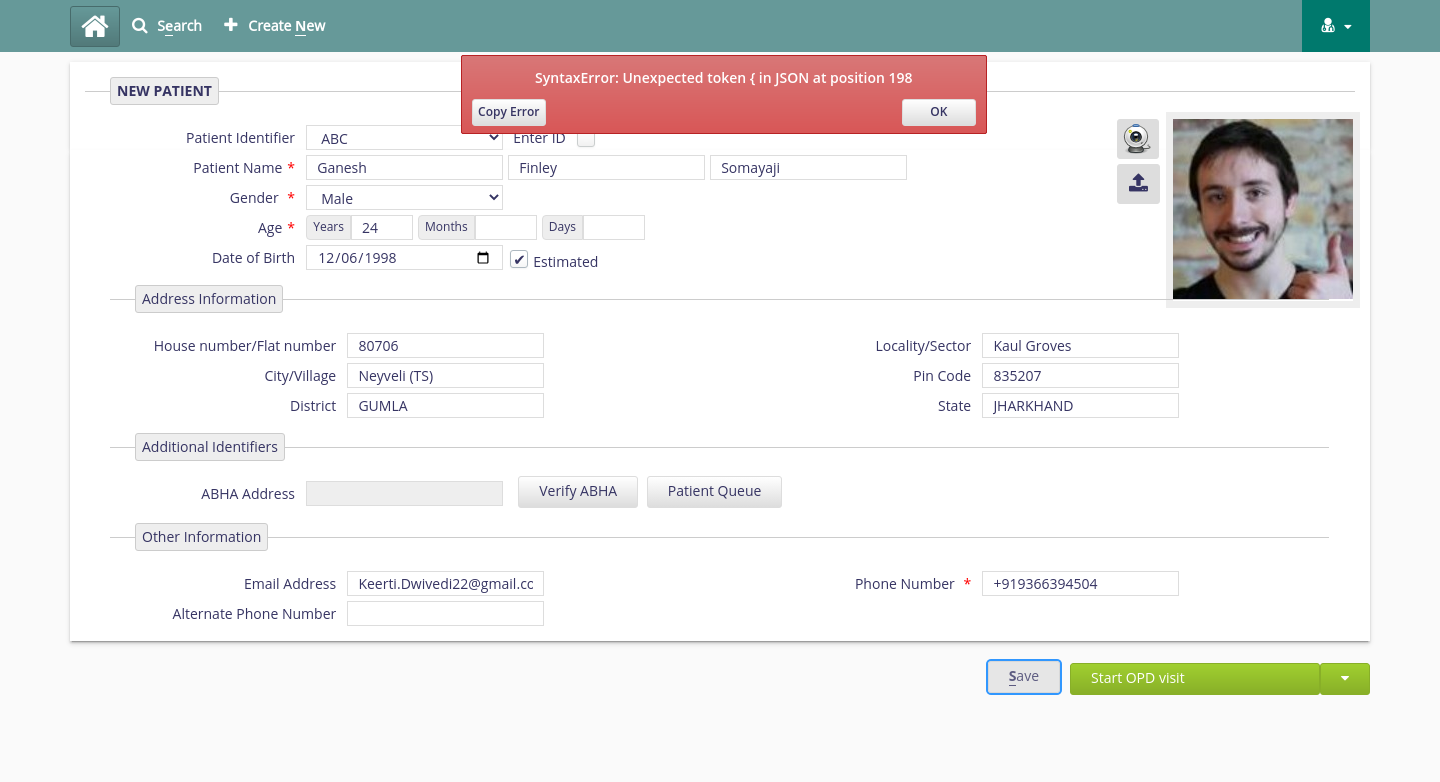 Search Create New
SyntaxError: Unexpected token { in JSON at position 198
Copy Error OK
NEW PATIENT
Patient Identifier ABC Enter ID
Patient Name * Ganesh Finley Somayaji
Gender * Male
Age * Years 24 Months Days
Date of Birth 12/06/1998 ✔ Estimated
Address Information
House number/Flat number 80706 Locality/Sector Kaul Groves
City/Village Neyveli (TS) Pin Code 835207
District GUMLA State JHARKHAND
Additional Identifiers
ABHA Address Verify ABHA Patient Queue
Other Information
Email Address Keerti.Dwivedi22@gmail.cc Phone Number * +919366394504
Alternate Phone Number
Save Start OPD visit